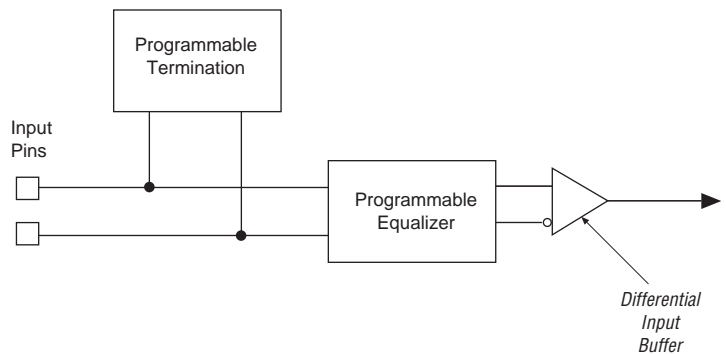 Programmable
Termination
Input
Pins
Programmable
Equalizer
Differential
Input
Buffer